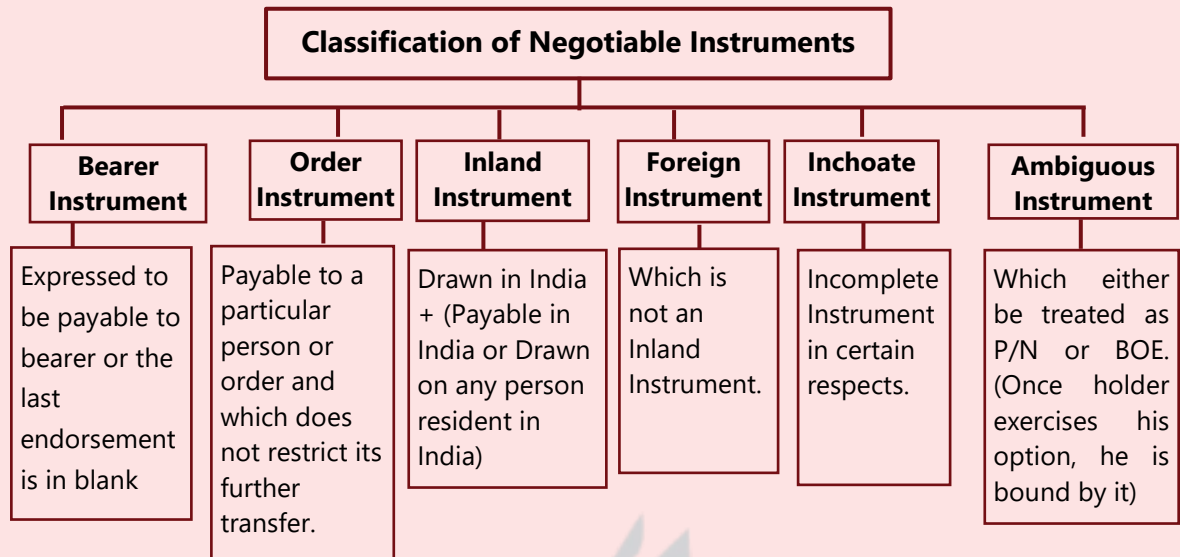 Classification of Negotiable Instruments
Bearer
Instrument
Expressed to
be payable to
bearer or the
last
endorsement
is in blank
Order
Instrument
Payable to a
particular
person or
order and
which does
not restrict its
further
transfer.
Inland
Instrument
Drawn in India
+ (Payable in
India or Drawn
on any person
resident in
India)
Foreign
Instrument
Which is
not an
Inland
Instrument.
Inchoate
Instrument
Incomplete
Instrument
in certain
respects.
Ambiguous
Instrument
Which either
be treated as
P/N or BOE.
(Once holder
exercises his
option, he is
bound by it)